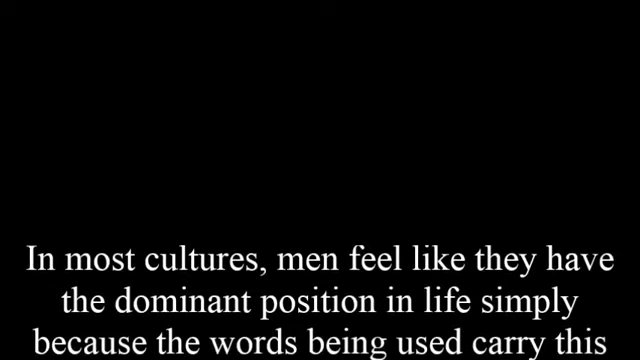 In most cultures, men feel like they have
the dominant position in life simply
because the words being used carry this